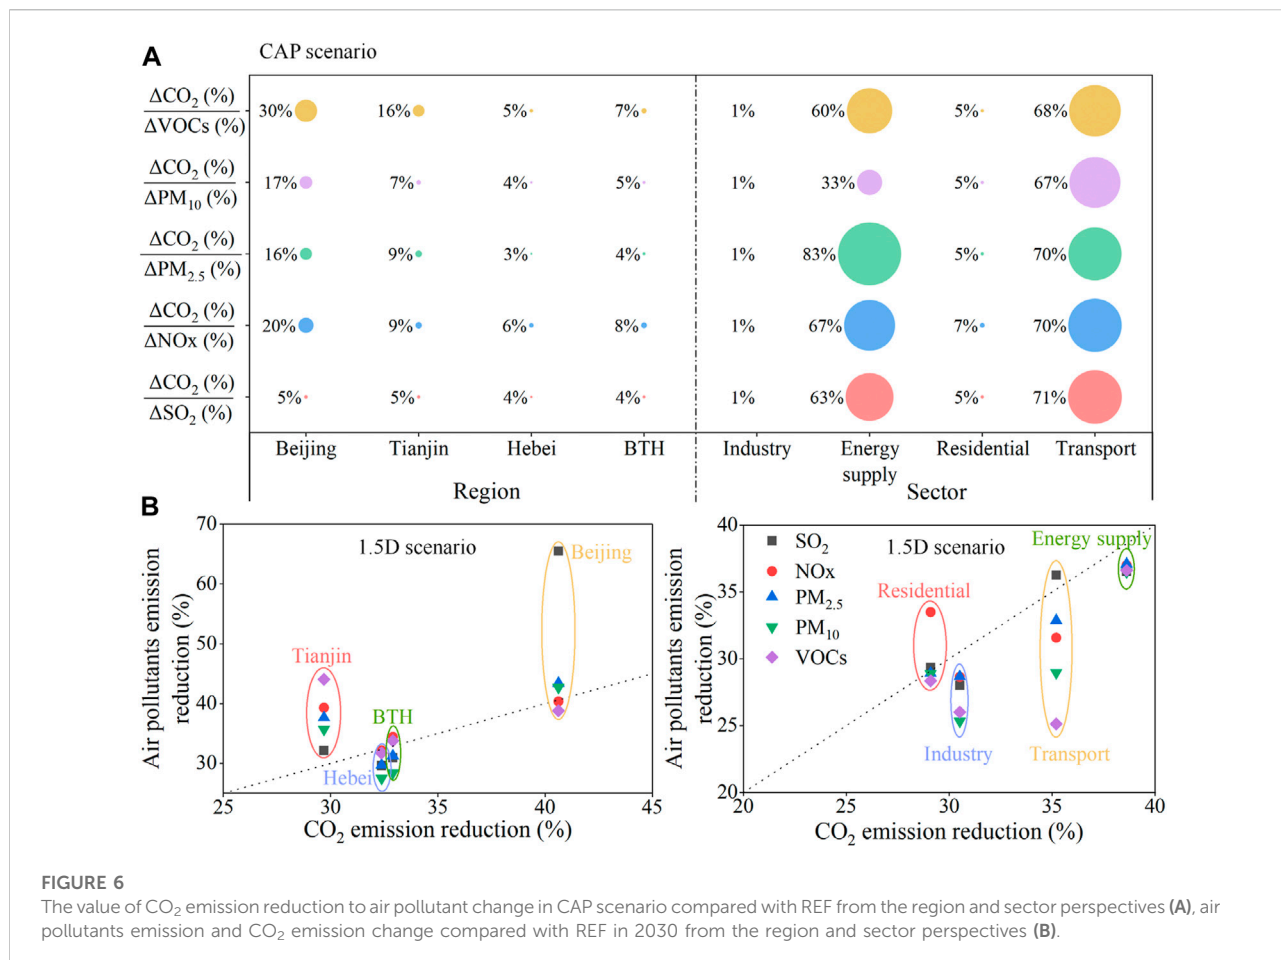 A
CAP scenario
ΔCO₂ (%)
ΔVOCs (%)
30% 16% 5% 7% 1% 60% 5% 68%
ΔCO₂ (%)
ΔPM₁₀ (%)
17% 7% 4% 5% 1% 33% 5% 67%
ΔCO₂ (%)
ΔPM₂.₅ (%)
16% 9% 3% 4% 1% 83% 5% 70%
ΔCO₂ (%)
ΔNOx (%)
20% 9% 6% 8% 1% 67% 7% 70%
ΔCO₂ (%)
ΔSO₂ (%)
5% 5% 4% 4% 1% 63% 5% 71%
Beijing Tianjin Hebei BTH Industry Energy supply Residential Transport
Region Sector
B
70
60
50
40
30
Air pollutants emission
reduction (%)
1.5D scenario
Beijing
Tianjin
BTH
Hebei
25 30 35 40 45
CO₂ emission reduction (%)
40
35
30
25
20
Air pollutants emission
reduction (%)
SO₂
NOx
PM₂.₅
PM₁₀
VOCs
1.5D scenario
Energy supply
Residential
Industry
Transport
20 25 30 35 40
CO₂ emission reduction (%)
FIGURE 6
The value of CO₂ emission reduction to air pollutant change in CAP scenario compared with REF from the region and sector perspectives (A), air
pollutants emission and CO₂ emission change compared with REF in 2030 from the region and sector perspectives (B).